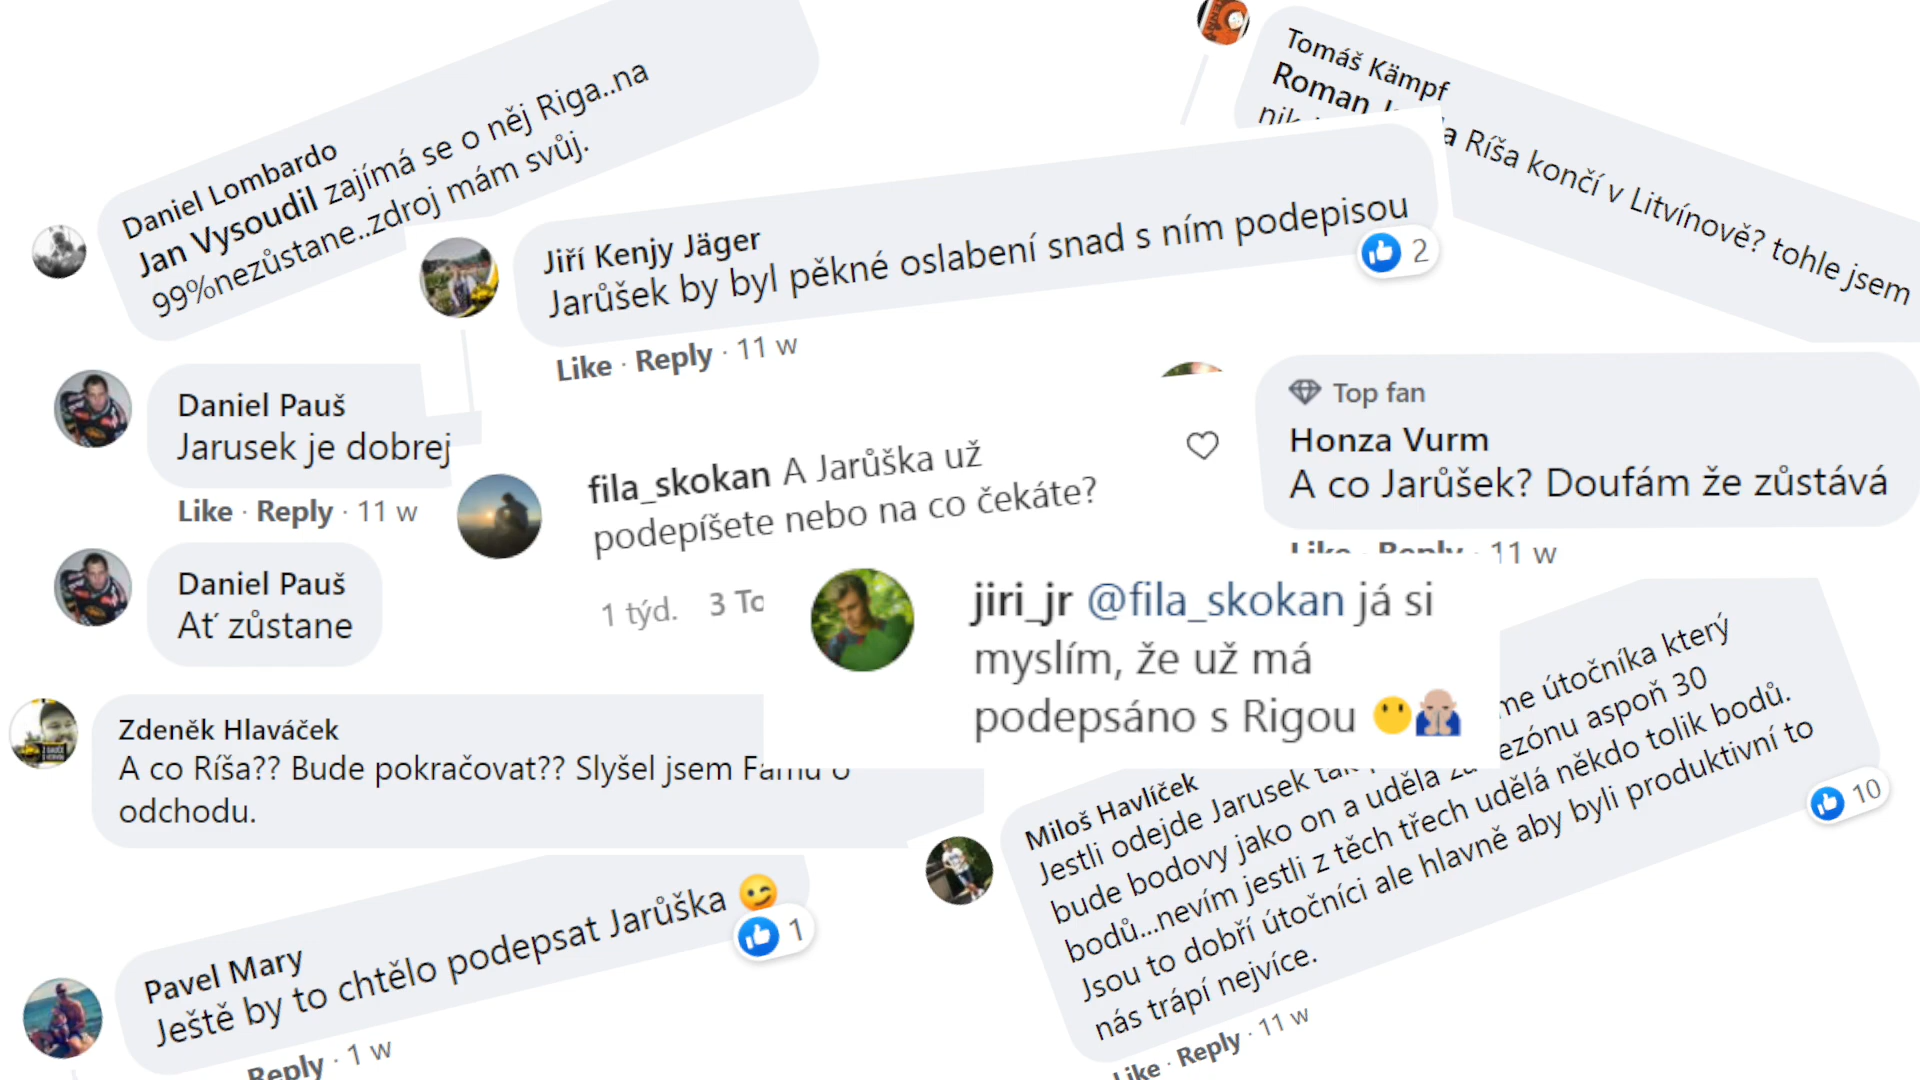 Daniel Lombardo
Jan Vysoudil zajímá se o něj Riga..na
99%nezůstane..zdroj mám svůj.
Tomáš Kämpf
Roman
Ríša končí v Litvínově? tohle jsem
Jiří Kenjy Jäger
Jarůšek by byl pěkné oslabení snad s ním podepisou
2
Like · Reply · 11 w
Daniel Pauš
Jarusek je dobrej
Like · Reply · 11 w
Daniel Pauš
Ať zůstane
fila_skokan A Jarůška už
podepíšete nebo na co čekáte?
1 týd. 3 To
Top fan
Honza Vurm
A co Jarůšek? Doufám že zůstává
Like · Reply · 11 w
jiri_jr @fila_skokan já si
myslím, že už má
podepsáno s Rigou 😶🙏
Zdeněk Hlaváček
A co Ríša?? Bude pokračovat?? Slyšel jsem Famu o
odchodu.
Pavel Mary
Ještě by to chtělo podepsat Jarůška 😉
1
Reply · 1 w
Miloš Havlíček
Jestli odejde Jarusek tak me útočníka který
bude bodovy jako on a uděla za sezónu aspoň 30
bodů...nevím jestli z těch třech udělá někdo tolik bodů.
Jsou to dobří útočníci ale hlavně aby byli produktivní to
nás trápí nejvíce.
10
Like · Reply · 11 w